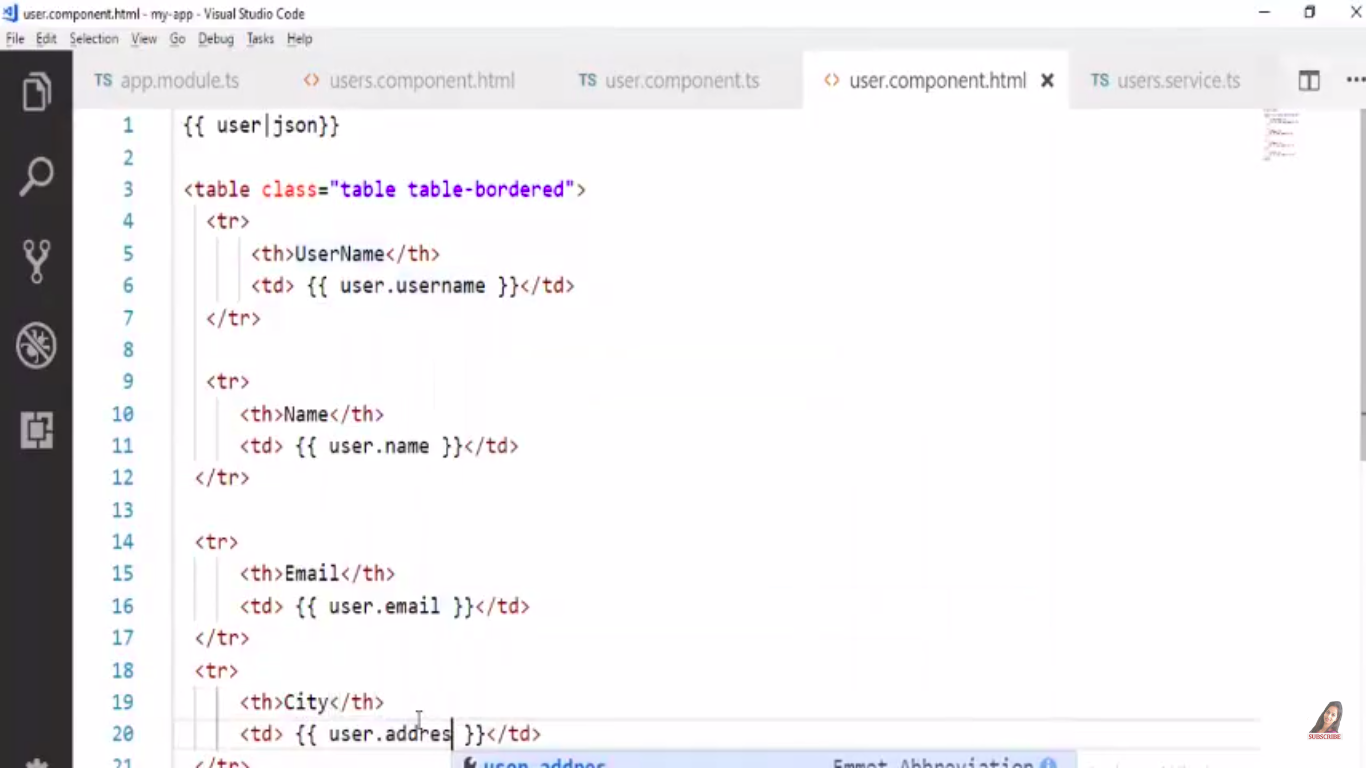 user.component.html - my-app - Visual Studio Code
File Edit Selection View Go Debug Tasks Help
TS app.module.ts <> users.component.html TS user.component.ts <> user.component.html TS users.service.ts
1 {{ user|json}}
2
3 <table class="table table-bordered">
4 <tr>
5 <th>UserName</th>
6 <td> {{ user.username }}</td>
7 </tr>
8
9 <tr>
10 <th>Name</th>
11 <td> {{ user.name }}</td>
12 </tr>
13
14 <tr>
15 <th>Email</th>
16 <td> {{ user.email }}</td>
17 </tr>
18 <tr>
19 <th>City</th>
20 <td> {{ user.addres }}</td>
21 </tr>
user.addres Emmet Abbreviation
SUBSCRIBE